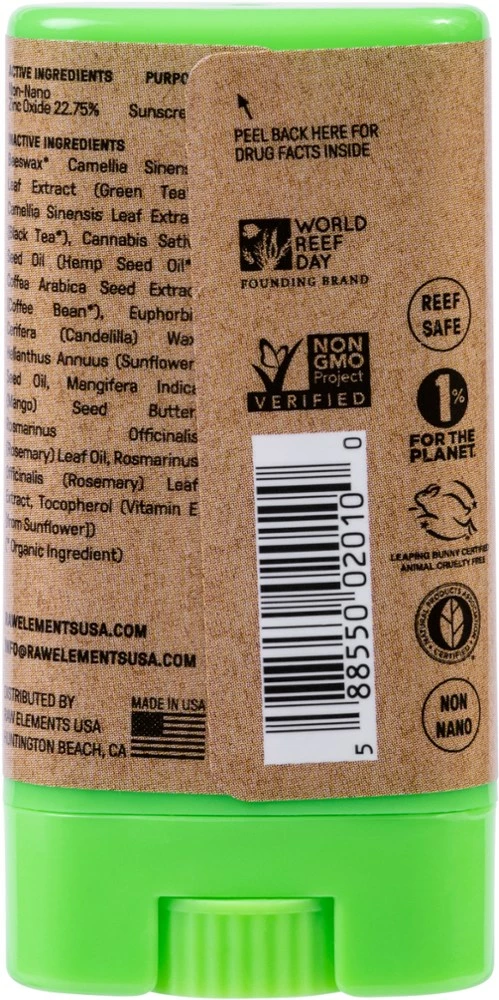 ACTIVE INGREDIENTS PURPO
Non-Nano
Zinc Oxide 22.75% Sunscre
INACTIVE INGREDIENTS
Beeswax* Camellia Sinens
Leaf Extract (Green Tea
Camellia Sinensis Leaf Extra
Black Tea*), Cannabis Sativ
Seed Oil (Hemp Seed Oil*
Coffea Arabica Seed Extrac
(Coffee Bean*), Euphorbi
Cerifera (Candelilla) Wax
Helianthus Annuus (Sunflower
Seed Oil, Mangifera Indica
(Mango) Seed Butter
Rosmarinus Officinalis
(Rosemary) Leaf Oil, Rosmarinus
Officinalis (Rosemary) Leaf
Extract, Tocopherol (Vitamin E
from Sunflower])
*Organic Ingredient)
RAWELEMENTSUSA.COM
INFO@RAWELEMENTSUSA.COM
DISTRIBUTED BY
RAW ELEMENTS USA
HUNTINGTON BEACH, CA
MADE IN USA
PEEL BACK HERE FOR
DRUG FACTS INSIDE
WORLD
REEF
DAY
FOUNDING BRAND
NON
GMO
Project
VERIFIED
5 88550 02010 0
REEF
SAFE
1%
FOR THE
PLANET.
LEAPING BUNNY CERTIFIED
ANIMAL CRUELTY FREE
NATURAL PRODUCTS ASSOCIATION
CERTIFIED
NON
NANO